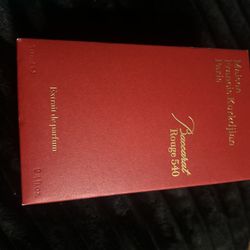 Maison
Francis Kurkdjian
Paris
Baccarat
Rouge 540
Extrait de parfum